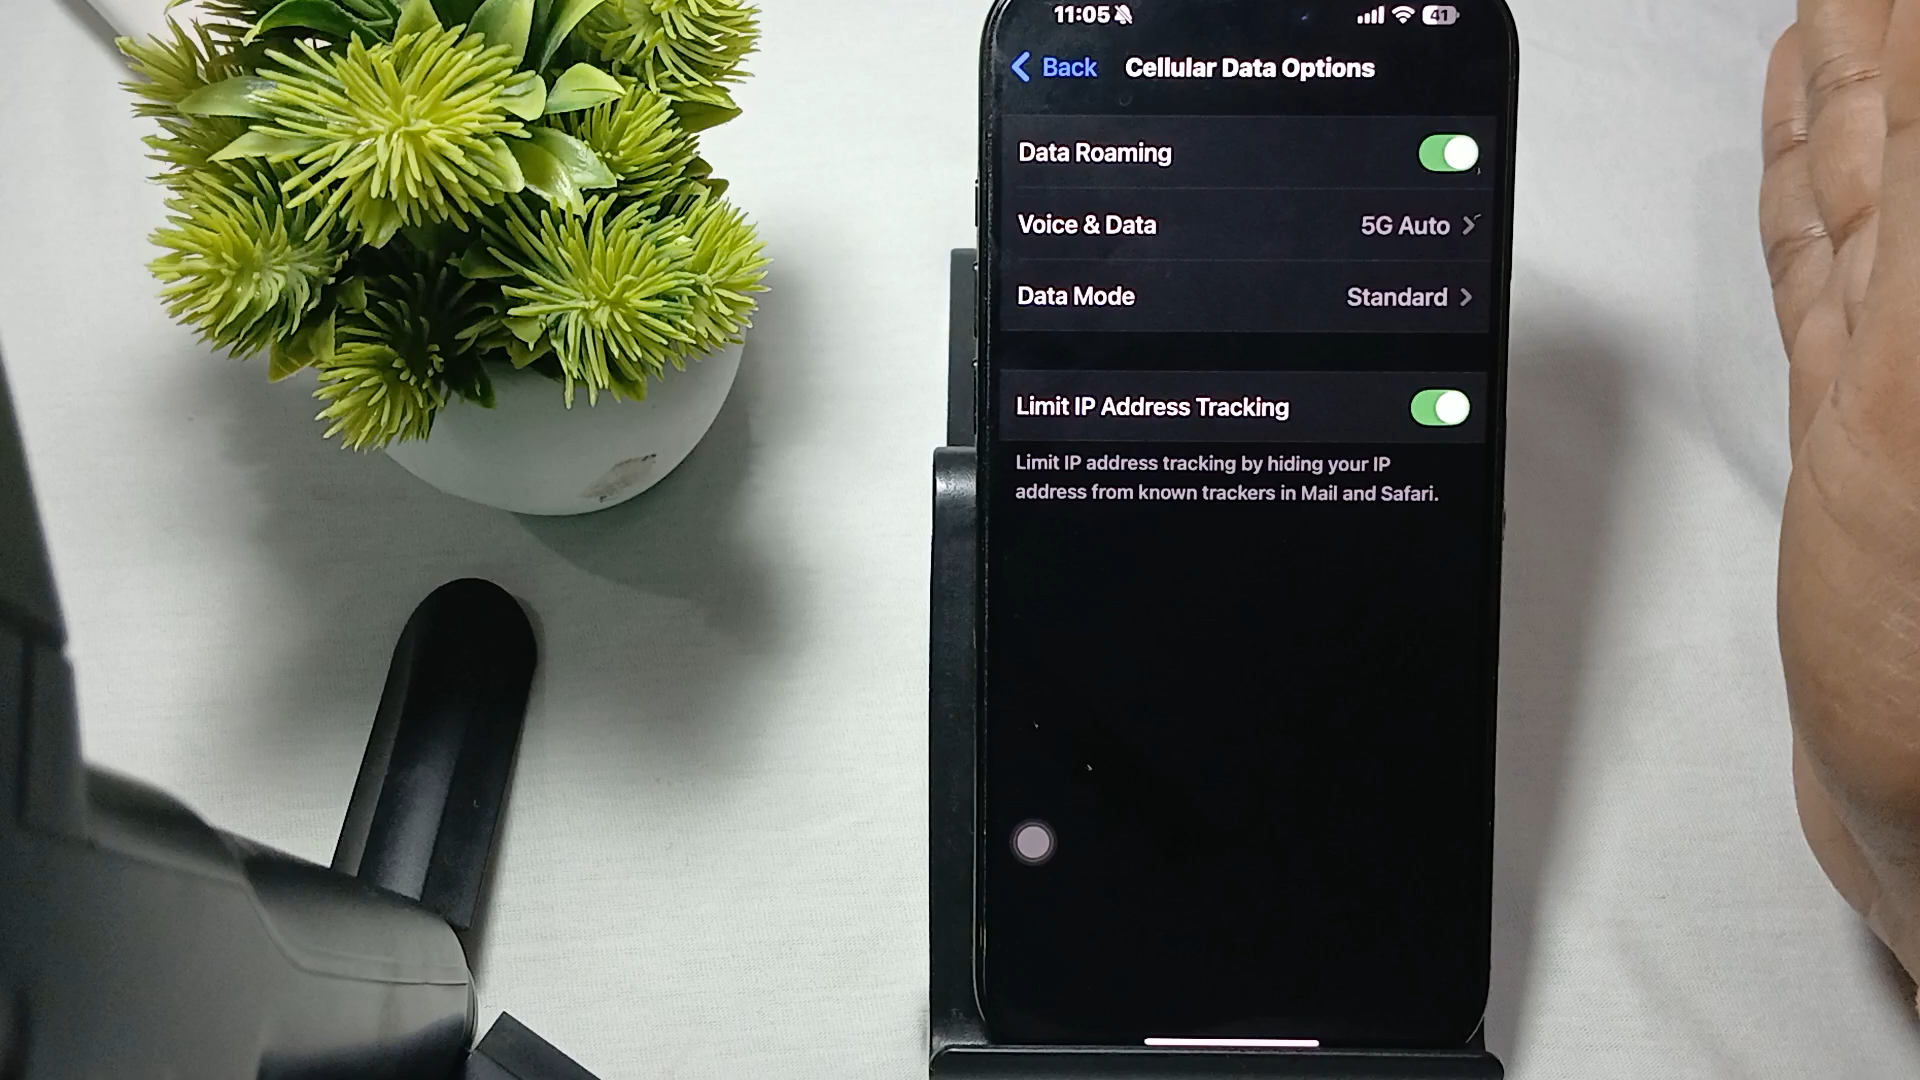 11:05 41
Back Cellular Data Options
Data Roaming
Voice & Data 5G Auto
Data Mode Standard
Limit IP Address Tracking
Limit IP address tracking by hiding your IP
address from known trackers in Mail and Safari.